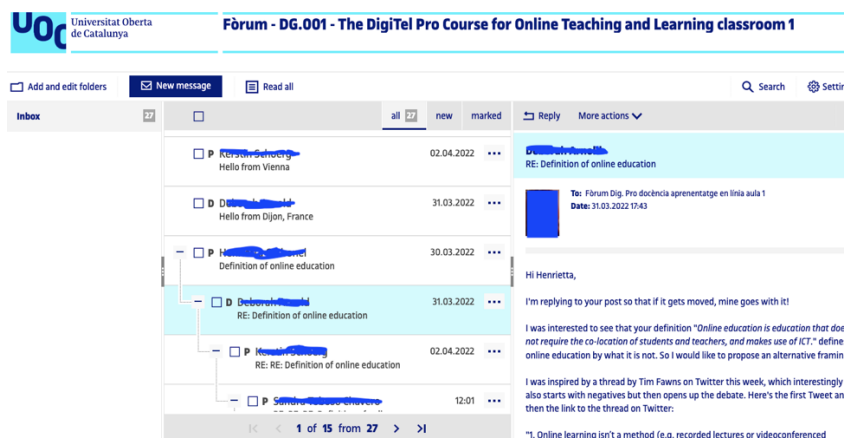 UOC Universitat Oberta
de Catalunya
Fòrum - DG.001 - The DigiTel Pro Course for Online Teaching and Learning classroom 1
Add and edit folders
New message
Read all
Search
Inbox 27
all 27 new marked
Reply More actions
P
02.04.2022 ...
Hello from Vienna
D
31.03.2022 ...
Hello from Dijon, France
P
30.03.2022 ...
Definition of online education
D
31.03.2022 ...
RE: Definition of online education
P
02.04.2022 ...
RE: RE: Definition of online education
P
12:01 ...
1 of 15 from 27
RE: Definition of online education
To: Fòrum Dig. Pro docència aprenentatge en línia aula 1
Date: 31.03.2022 17:43
Hi Henrietta,
I'm replying to your post so that if it gets moved, mine goes with it!
I was interested to see that your definition "Online education is education that
not require the co-location of students and teachers, and makes use of ICT."
online education by what it is not. So I would like to propose an alternative
I was inspired by a thread by Tim Fawns on Twitter this week, which interestingly
also starts with negatives but then opens up the debate. Here's the first Tweet
then the link to the thread on Twitter:
"1. Online learning isn't a method (e.g. recorded lectures or videoconferenced